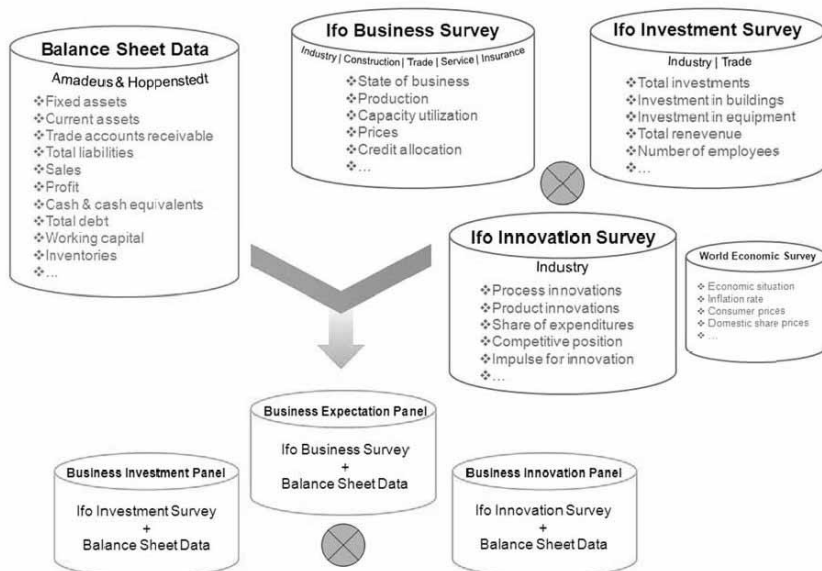 Balance Sheet Data
Amadeus & Hoppenstedt
❖Fixed assets
❖Current assets
❖Trade accounts receivable
❖Total liabilities
❖Sales
❖Profit
❖Cash & cash equivalents
❖Total debt
❖Working capital
❖Inventories
❖...
Ifo Business Survey
Industry | Construction | Trade | Service | Insurance
❖State of business
❖Production
❖Capacity utilization
❖Prices
❖Credit allocation
❖...
Ifo Investment Survey
Industry | Trade
❖Total investments
❖Investment in buildings
❖Investment in equipment
❖Total renevenue
❖Number of employees
❖...
Ifo Innovation Survey
Industry
❖Process innovations
❖Product innovations
❖Share of expenditures
❖Competitive position
❖Impulse for innovation
❖...
World Economic Survey
❖ Economic situation
❖ Inflation rate
❖ Consumer prices
❖ Domestic share prices
❖ ...
Business Expectation Panel
Ifo Business Survey
+
Balance Sheet Data
Business Investment Panel
Ifo Investment Survey
+
Balance Sheet Data
Business Innovation Panel
Ifo Innovation Survey
+
Balance Sheet Data